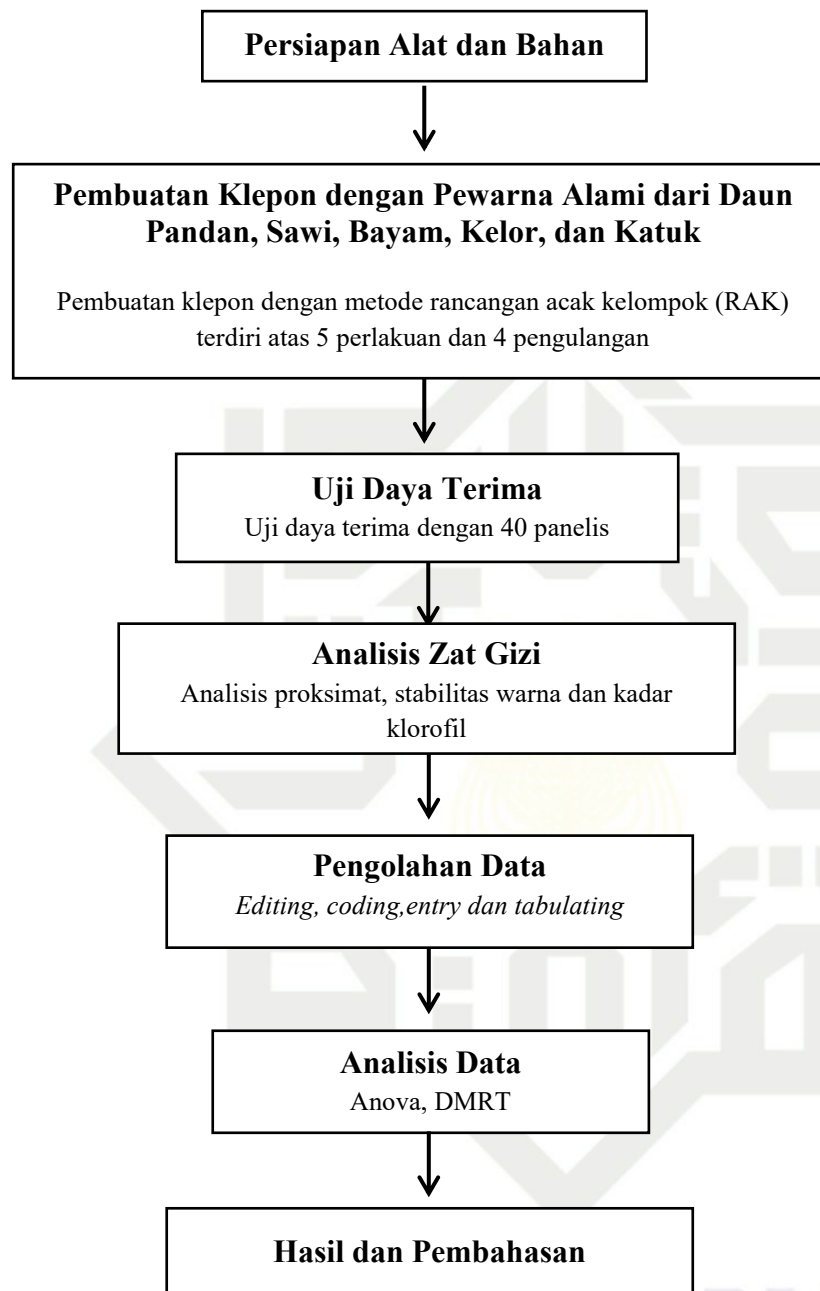 Persiapan Alat dan Bahan
Pembuatan Klepon dengan Pewarna Alami dari Daun
Pandan, Sawi, Bayam, Kelor, dan Katuk
Pembuatan klepon dengan metode rancangan acak kelompok (RAK)
terdiri atas 5 perlakuan dan 4 pengulangan
Uji Daya Terima
Uji daya terima dengan 40 panelis
Analisis Zat Gizi
Analisis proksimat, stabilitas warna dan kadar
klorofil
Pengolahan Data
Editing, coding,entry dan tabulating
Analisis Data
Anova, DMRT
Hasil dan Pembahasan